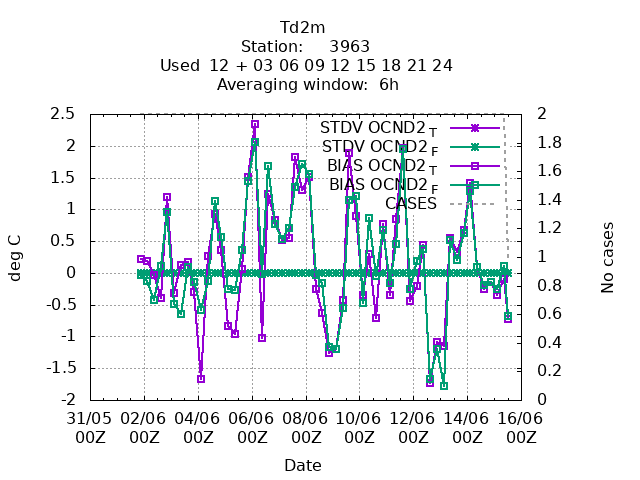 Td2m
Station: 3963
Used 12 + 03 06 09 12 15 18 21 24
Averaging window: 6h
STDV OCND2 T
STDV OCND2 F
BIAS OCND2 T
BIAS OCND2 F
CASES
deg C
2.5
2
1.5
1
0.5
0
-0.5
-1
-1.5
-2
No cases
2
1.8
1.6
1.4
1.2
1
0.8
0.6
0.4
0.2
0
31/05 02/06 04/06 06/06 08/06 10/06 12/06 14/06 16/06
00Z 00Z 00Z 00Z 00Z 00Z 00Z 00Z 00Z
Date